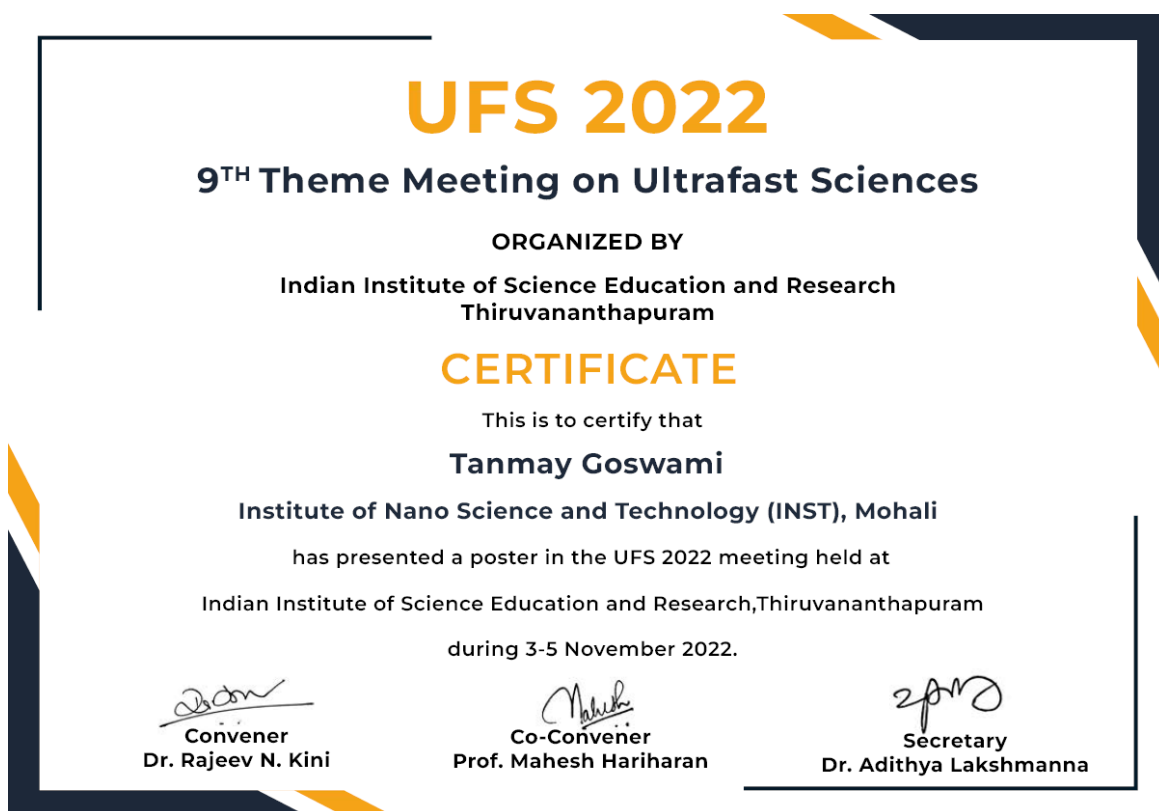 UFS 2022
9TH Theme Meeting on Ultrafast Sciences
ORGANIZED BY
Indian Institute of Science Education and Research
Thiruvananthapuram
CERTIFICATE
This is to certify that
Tanmay Goswami
Institute of Nano Science and Technology (INST), Mohali
has presented a poster in the UFS 2022 meeting held at
Indian Institute of Science Education and Research,Thiruvananthapuram
during 3-5 November 2022.
Mahesh
Convener
Dr. Rajeev N. Kini
Co-Convener
Prof. Mahesh Hariharan
Secretary
Dr. Adithya Lakshmanna